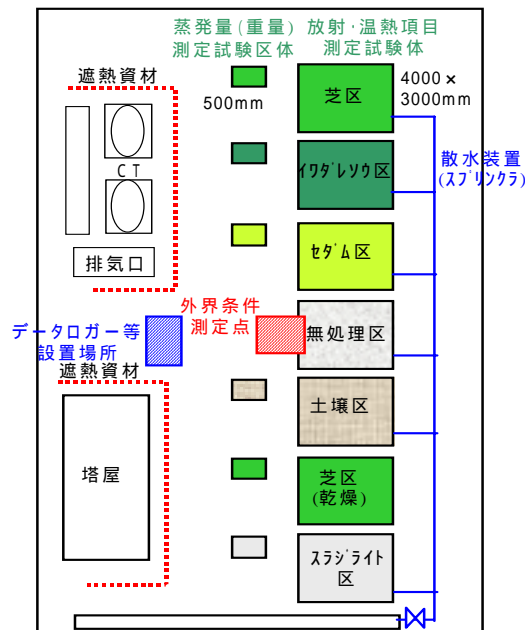 蒸発量(重量)
測定試験区体
放射・温熱項目
測定試験体
遮熱資材
500mm
芝区
4000×
3000mm
CT
ｲﾜﾀﾞﾚｿｳ区
散水装置
(ｽﾌﾟﾘﾝｸﾗ)
ｾﾀﾞﾑ区
排気口
外界条件
測定点
データロガー等
設置場所
無処理区
遮熱資材
土壌区
塔屋
芝区
(乾燥)
ｽﾗｼﾞﾗｲﾄ
区